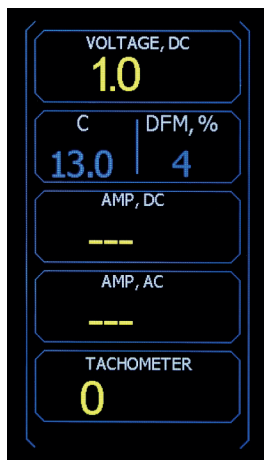 VOLTAGE, DC
1.0
C DFM, %
13.0 4
AMP, DC
---
AMP, AC
---
TACHOMETER
0